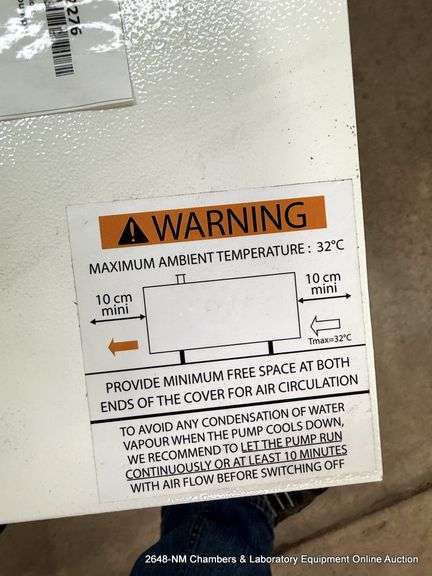 2276
WARNING
MAXIMUM AMBIENT TEMPERATURE : 32°C
10 cm
mini
10 cm
mini
Tmax=32°C
PROVIDE MINIMUM FREE SPACE AT BOTH
ENDS OF THE COVER FOR AIR CIRCULATION
TO AVOID ANY CONDENSATION OF WATER
VAPOUR WHEN THE PUMP COOLS DOWN,
WE RECOMMEND TO LET THE PUMP RUN
CONTINUOUSLY OR AT LEAST 10 MINUTES
WITH AIR FLOW BEFORE SWITCHING OFF
2648-NM Chambers & Laboratory Equipment Online Auction